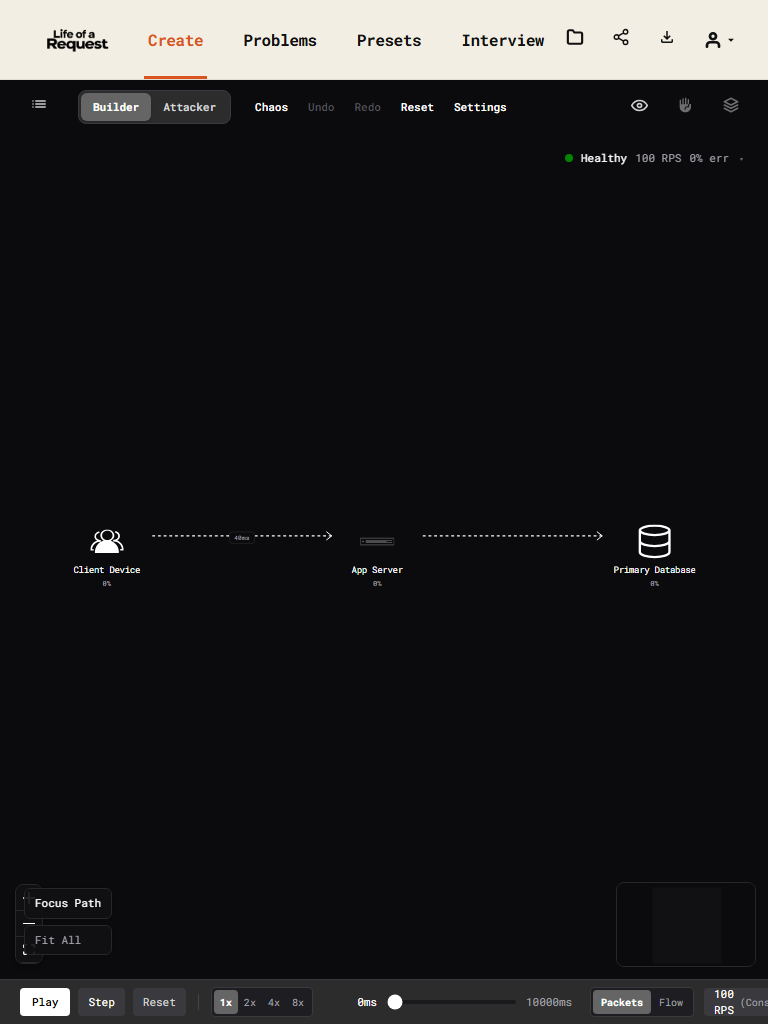 Life of a
Request
Create
Problems
Presets
Interview
Builder
Attacker
Chaos
Undo
Redo
Reset
Settings
Healthy 100 RPS 0% err
40ms
Client Device
0%
App Server
0%
Primary Database
0%
Focus Path
Fit All
Play
Step
Reset
1x
2x
4x
8x
0ms
10000ms
Packets
Flow
100
RPS
(Cons